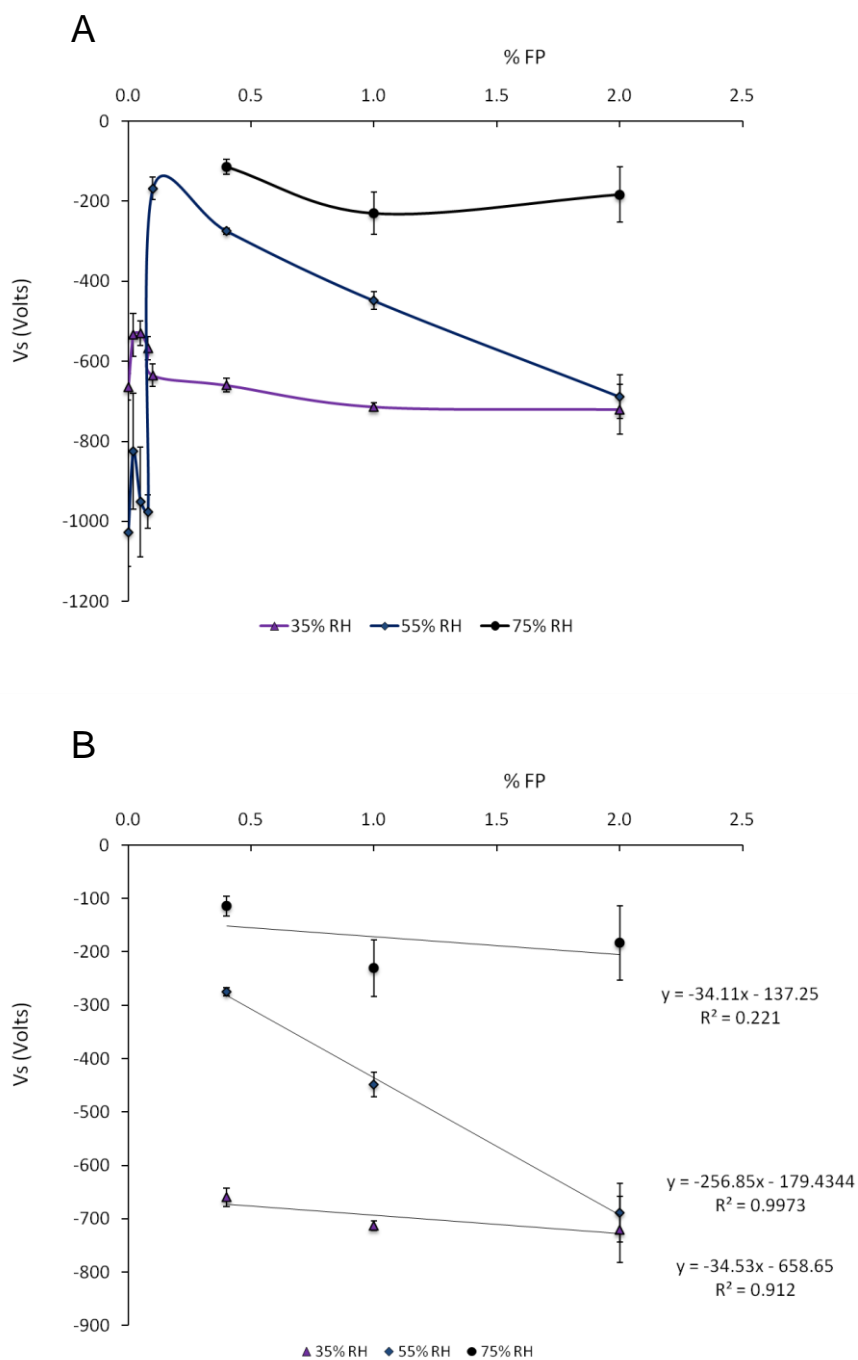 A
% FP
0.0 0.5 1.0 1.5 2.0 2.5
0
-200
-400
-600
-800
-1000
-1200
Vs (Volts)
35% RH 55% RH 75% RH
B
% FP
0.0 0.5 1.0 1.5 2.0 2.5
0
-100
-200
-300
-400
-500
-600
-700
-800
-900
Vs (Volts)
y = -34.11x - 137.25
R² = 0.221
y = -256.85x - 179.4344
R² = 0.9973
y = -34.53x - 658.65
R² = 0.912
35% RH 55% RH 75% RH